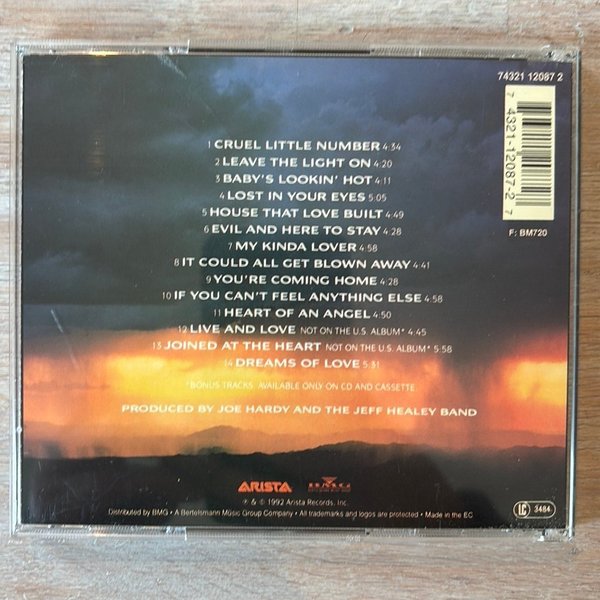 74321 12087 2
7 4321-12087-2 7
F: BM720
1 CRUEL LITTLE NUMBER 4:34
2 LEAVE THE LIGHT ON 4:20
3 BABY'S LOOKIN' HOT 4:11
4 LOST IN YOUR EYES 5:05
5 HOUSE THAT LOVE BUILT 4:49
6 EVIL AND HERE TO STAY 4:28
7 MY KINDA LOVER 4:58
8 IT COULD ALL GET BLOWN AWAY 4:41
9 YOU'RE COMING HOME 4:28
10 IF YOU CAN'T FEEL ANYTHING ELSE 4:58
11 HEART OF AN ANGEL 4:50
12 LIVE AND LOVE NOT ON THE U.S. ALBUM* 4:45
13 JOINED AT THE HEART NOT ON THE U.S. ALBUM* 5:58
14 DREAMS OF LOVE 5:31
*BONUS TRACKS. AVAILABLE ONLY ON CD AND CASSETTE
PRODUCED BY JOE HARDY AND THE JEFF HEALEY BAND
ARISTA BMG
℗ & © 1992 Arista Records, Inc.
Distributed by BMG • A Bertelsmann Music Group Company • All trademarks and logos are protected • Made in the EC
LC 3484